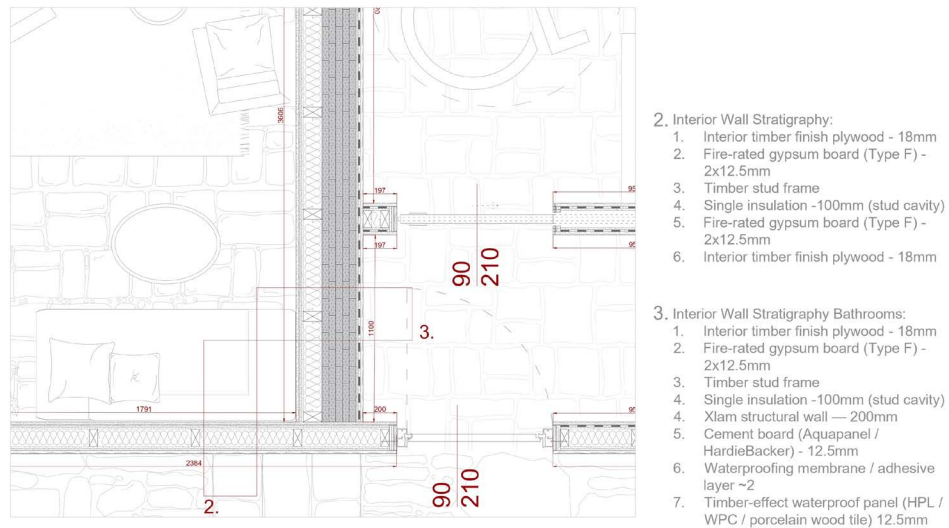 3606
197
95
197
95
90
210
3.
1100
1791
200
95
2384
90
210
2.
2. Interior Wall Stratigraphy:
1. Interior timber finish plywood - 18mm
2. Fire-rated gypsum board (Type F) -
2x12.5mm
3. Timber stud frame
4. Single insulation -100mm (stud cavity)
5. Fire-rated gypsum board (Type F) -
2x12.5mm
6. Interior timber finish plywood - 18mm
3. Interior Wall Stratigraphy Bathrooms:
1. Interior timber finish plywood - 18mm
2. Fire-rated gypsum board (Type F) -
2x12.5mm
3. Timber stud frame
4. Single insulation -100mm (stud cavity)
4. Xlam structural wall — 200mm
5. Cement board (Aquapanel /
HardieBacker) - 12.5mm
6. Waterproofing membrane / adhesive
layer ~2
7. Timber-effect waterproof panel (HPL /
WPC / porcelain wood tile) 12.5mm